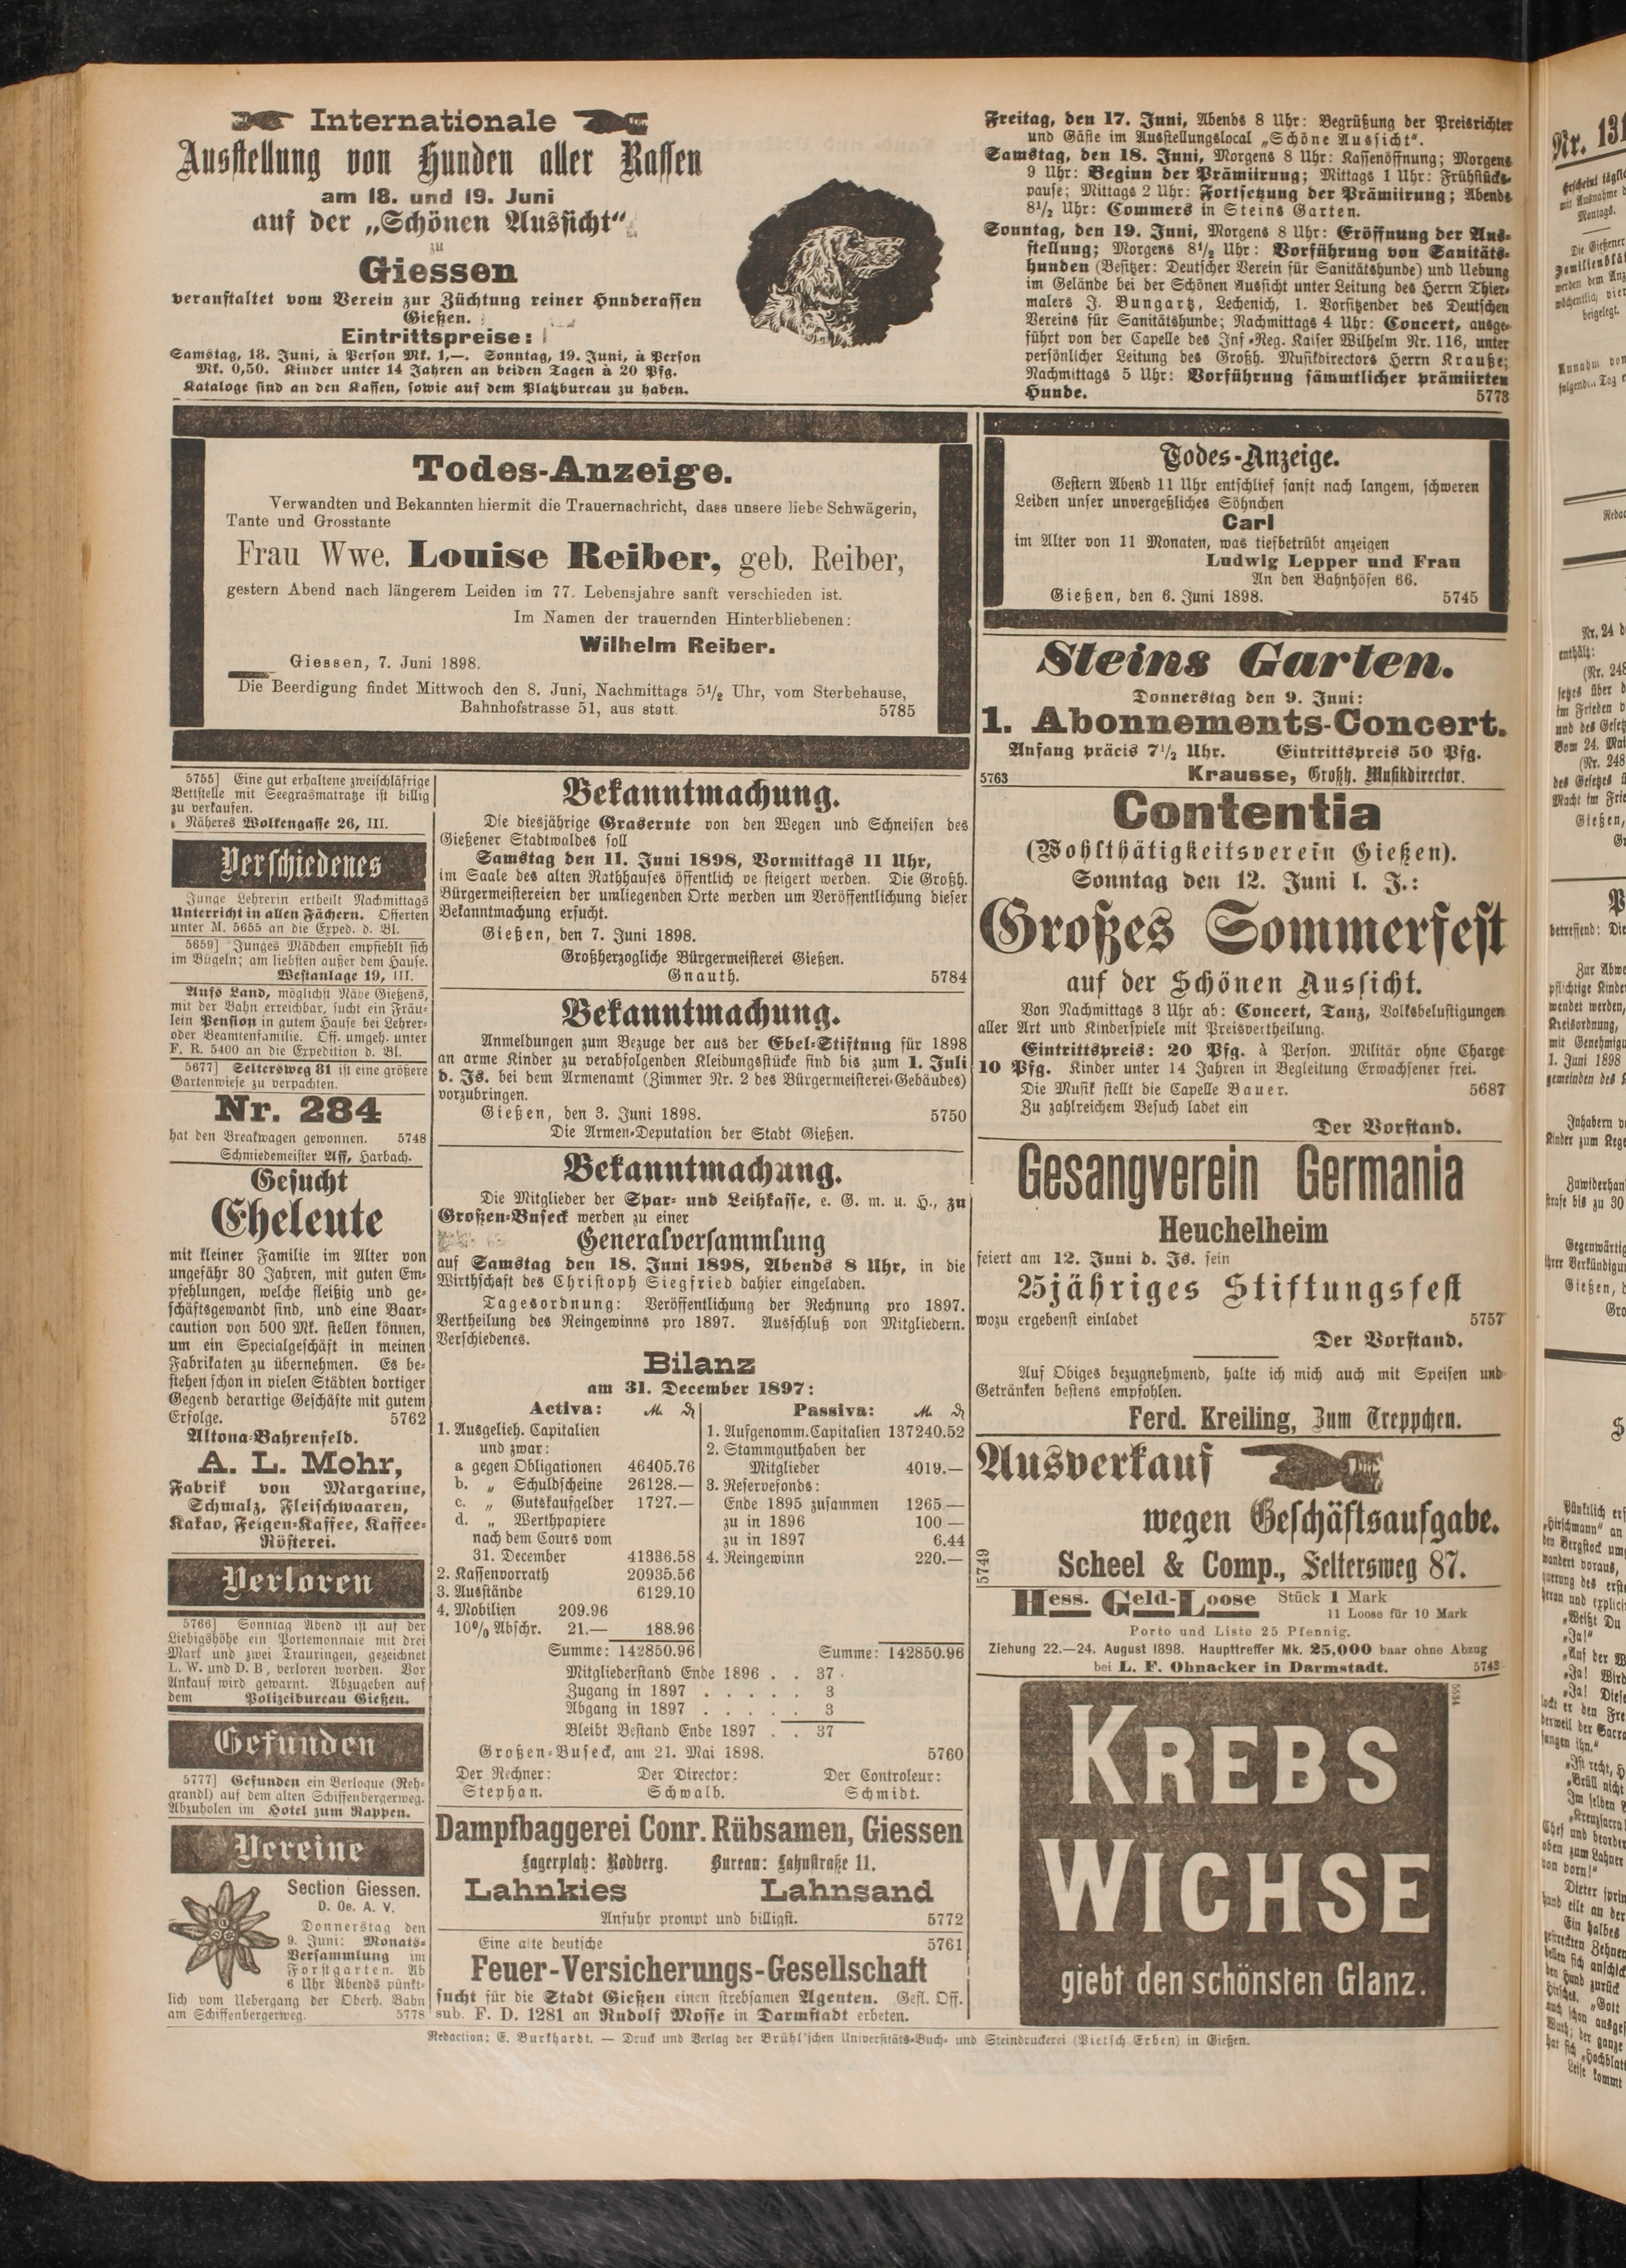 Internationale
Ausstellung von Hunden aller Rassen
am 18. und 19. Juni
auf der „Schönen Aussicht“
zu
Giessen
veranstaltet vom Verein zur Züchtung reiner Hunderassen
Gießen.
Eintrittspreise:
Samstag, 18. Juni, à Person Mk. 1,—. Sonntag, 19. Juni, à Person
Mk. 0,50. Kinder unter 14 Jahren an beiden Tagen à 20 Pfg.
Kataloge sind an den Kassen, sowie auf dem Platzbureau zu haben.
Freitag, den 17. Juni, Abends 8 Uhr: Begrüßung der Preisrichter
und Gäste im Ausstellungslocal „Schöne Aussicht“.
Samstag, den 18. Juni, Morgens 8 Uhr: Kassenöffnung; Morgens
9 Uhr: Beginn der Prämiirung; Mittags 1 Uhr: Frühstücks-
pause; Mittags 2 Uhr: Fortsetzung der Prämiirung; Abends
8½ Uhr: Commers in Steins Garten.
Sonntag, den 19. Juni, Morgens 8 Uhr: Eröffnung der Aus-
stellung; Morgens 8½ Uhr: Vorführung von Sanitäts-
hunden (Besitzer: Deutscher Verein für Sanitätshunde) und Uebung
im Gelände bei der Schönen Aussicht unter Leitung des Herrn Thier-
malers J. Bungartz, Lechenich, 1. Vorsitzender des Deutschen
Vereins für Sanitätshunde; Nachmittags 4 Uhr: Concert, ausge-
führt von der Capelle des Inf.-Reg. Kaiser Wilhelm Nr. 116, unter
persönlicher Leitung des Großh. Musikdirectors Herrn Krauße;
Nachmittags 5 Uhr: Vorführung sämmtlicher prämiirten
Hunde. 5773
Todes-Anzeige.
Verwandten und Bekannten hiermit die Trauernachricht, dass unsere liebe Schwägerin,
Tante und Grosstante
Frau Wwe. Louise Reiber, geb. Reiber,
gestern Abend nach längerem Leiden im 77. Lebensjahre sanft verschieden ist.
Im Namen der trauernden Hinterbliebenen:
Wilhelm Reiber.
Giessen, 7. Juni 1898.
Die Beerdigung findet Mittwoch den 8. Juni, Nachmittags 5½ Uhr, vom Sterbehause,
Bahnhofstrasse 51, aus statt. 5785
Todes-Anzeige.
Gestern Abend 11 Uhr entschlief sanft nach langem, schweren
Leiden unser unvergeßliches Söhnchen
Carl
im Alter von 11 Monaten, was tiefbetrübt anzeigen
Ludwig Lepper und Frau
An den Bahnhöfen 66.
Gießen, den 6. Juni 1898. 5745
5755] Eine gut erhaltene zweischläfrige
Bettstelle mit Seegrasmatratze ist billig
zu verkaufen.
Näheres Wolkengasse 26, III.
Verschiedenes
Junge Lehrerin ertheilt Nachmittags
Unterricht in allen Fächern. Offerten
unter M. 5655 an die Exped. d. Bl.
5659] Junges Mädchen empfiehlt sich
im Bügeln; am liebsten außer dem Hause.
Westanlage 19, III.
Aufs Land, möglichst Nähe Gießens,
mit der Bahn erreichbar, sucht ein Fräu-
lein Pension in gutem Hause bei Lehrer-
oder Beamtenfamilie. Off. umgeh. unter
F. R. 5400 an die Expedition d. Bl.
5677] Seltersweg 81 ist eine größere
Gartenwiese zu verpachten.
Nr. 284
hat den Breakwagen gewonnen. 5748
Schmiedemeister Aff, Harbach.
Gesucht
Eheleute
mit kleiner Familie im Alter von
ungefähr 30 Jahren, mit guten Em-
pfehlungen, welche fleißig und ge-
schäftsgewandt sind, und eine Baar-
caution von 500 Mk. stellen können,
um ein Specialgeschäft in meinen
Fabrikaten zu übernehmen. Es be-
stehen schon in vielen Städten dortiger
Gegend derartige Geschäfte mit gutem
Erfolge. 5762
Altona-Bahrenfeld.
A. L. Mohr,
Fabrik von Margarine,
Schmalz, Fleischwaaren,
Kakao, Feigen-Kaffee, Kaffee-
Rösterei.
Verloren
5766] Sonntag Abend ist auf der
Liebigshöhe ein Portemonnaie mit drei
Mark und zwei Trauringen, gezeichnet
L. W. und D. B, verloren worden. Vor
Ankauf wird gewarnt. Abzugeben auf
dem Polizeibureau Gießen.
Gefunden
5777] Gefunden ein Berloque (Reh-
grandl) auf dem alten Schiffenbergerweg.
Abzuholen im Hotel zum Rappen.
Vereine
Section Giessen.
D. Oe. A. V.
Donnerstag den
9. Juni: Monats-
Versammlung im
Forstgarten. Ab
6 Uhr Abends pünkt-
lich vom Uebergang der Oberh. Bahn
am Schiffenbergerweg. 5778
Bekanntmachung.
Die diesjährige Grasernte von den Wegen und Schneisen des
Gießener Stadtwaldes soll
Samstag den 11. Juni 1898, Vormittags 11 Uhr,
im Saale des alten Rathhauses öffentlich ve steigert werden. Die Großh.
Bürgermeistereien der umliegenden Orte werden um Veröffentlichung dieser
Bekanntmachung ersucht.
Gießen, den 7. Juni 1898.
Großherzogliche Bürgermeisterei Gießen.
Gnauth. 5784
Bekanntmachung.
Anmeldungen zum Bezuge der aus der Ebel-Stiftung für 1898
an arme Kinder zu verabfolgenden Kleidungsstücke sind bis zum 1. Juli
d. Js. bei dem Armenamt (Zimmer Nr. 2 des Bürgermeisterei-Gebäudes)
vorzubringen.
Gießen, den 3. Juni 1898. 5750
Die Armen-Deputation der Stadt Gießen.
Bekanntmachung.
Die Mitglieder der Spar- und Leihkasse, e. G. m. u. H., zu
Großen-Buseck werden zu einer
Generalversammlung
auf Samstag den 18. Juni 1898, Abends 8 Uhr, in die
Wirthschaft des Christoph Siegfried dahier eingeladen.
Tagesordnung: Veröffentlichung der Rechnung pro 1897.
Vertheilung des Reingewinns pro 1897. Ausschluß von Mitgliedern.
Verschiedenes.
Bilanz
am 31. December 1897:
Activa: M. ₰
1. Ausgelieh. Capitalien
und zwar:
a gegen Obligationen 46405.76
b. „ Schuldscheine 26128.—
c. „ Gutskaufgelder 1727.—
d. „ Werthpapiere
nach dem Cours vom
31. December 41336.58
2. Kassenvorrath 20935.56
3. Ausstände 6129.10
4. Mobilien 209.96
10% Abschr. 21.— 188.96
Summe: 142850.96
Passiva: M. ₰
1. Aufgenomm. Capitalien 137240.52
2. Stammguthaben der
Mitglieder 4019.—
3. Reservefonds:
Ende 1895 zusammen 1265.—
zu in 1896 100 —
zu in 1897 6.44
4. Reingewinn 220.—
Summe: 142850.96
Mitgliederstand Ende 1896 . . 37
Zugang in 1897 . . . . . 3
Abgang in 1897 . . . . . 3
Bleibt Bestand Ende 1897 . . 37
Großen-Buseck, am 21. Mai 1898. 5760
Der Rechner: Der Director: Der Controleur:
Stephan. Schwalb. Schmidt.
Dampfbaggerei Conr. Rübsamen, Giessen
Lagerplatz: Rodberg. Bureau: Lahnstraße 11.
Lahnkies Lahnsand
Anfuhr prompt und billigst. 5772
Eine alte deutsche 5761
Feuer-Versicherungs-Gesellschaft
sucht für die Stadt Gießen einen strebsamen Agenten. Gefl. Off.
sub. F. D. 1281 an Rudolf Mosse in Darmstadt erbeten.
Steins Garten.
Donnerstag den 9. Juni:
1. Abonnements-Concert.
Anfang präcis 7½ Uhr. Eintrittspreis 50 Pfg.
5763 Krausse, Großh. Musikdirector.
Contentia
(Wohlthätigkeitsverein Gießen).
Sonntag den 12. Juni l. J.:
Großes Sommerfest
auf der Schönen Aussicht.
Von Nachmittags 3 Uhr ab: Concert, Tanz, Volksbelustigungen
aller Art und Kinderspiele mit Preisvertheilung.
Eintrittspreis: 20 Pfg. à Person. Militär ohne Charge
10 Pfg. Kinder unter 14 Jahren in Begleitung Erwachsener frei.
Die Musik stellt die Capelle Bauer. 5687
Zu zahlreichem Besuch ladet ein
Der Vorstand.
Gesangverein Germania
Heuchelheim
feiert am 12. Juni d. Js. sein
25jähriges Stiftungsfest
wozu ergebenst einladet 5757
Der Vorstand.
Auf Obiges bezugnehmend, halte ich mich auch mit Speisen und
Getränken bestens empfohlen.
Ferd. Kreiling, Zum Treppchen.
Ausverkauf
wegen Geschäftsaufgabe.
5749 Scheel & Comp., Seltersweg 87.
Hess. Geld-Loose Stück 1 Mark
11 Loose für 10 Mark
Porto und Liste 25 Pfennig.
Ziehung 22.—24. August 1898. Haupttreffer Mk. 25,000 baar ohne Abzug
bei L. F. Ohnacker in Darmstadt. 5743
KREBS
WICHSE
giebt den schönsten Glanz.
Redaction: E. Burkhardt. — Druck und Verlag der Brühl'schen Universitäts-Buch- und Steindruckerei (Pietsch Erben) in Gießen.
Nr. 131